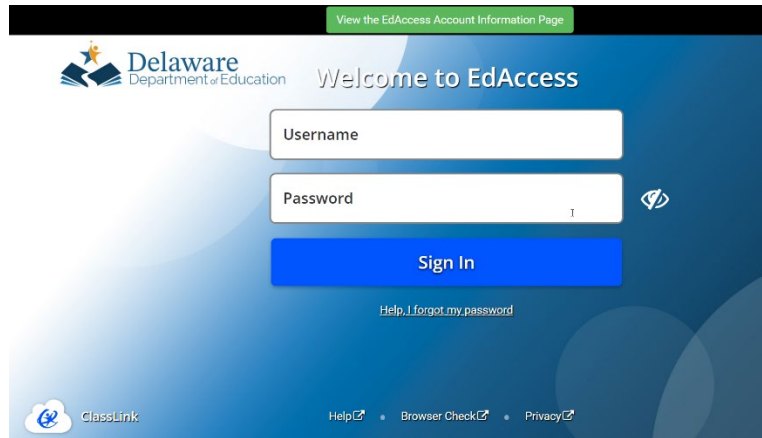 View the EdAccess Account Information Page
Delaware
Department of Education
Welcome to EdAccess
Username
Password
Sign In
Help, I forgot my password
ClassLink
Help
Browser Check
Privacy